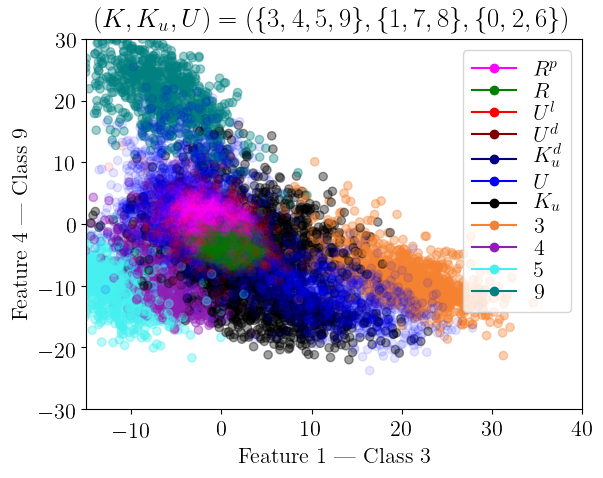 (K, K_u, U) = ({3, 4, 5, 9}, {1, 7, 8}, {0, 2, 6})
30
20
10
0
−10
−20
−30
Feature 4 — Class 9
R^p
R
U^l
U^d
K_u^d
U
K_u
3
4
5
9
−10
0
10
20
30
40
Feature 1 — Class 3